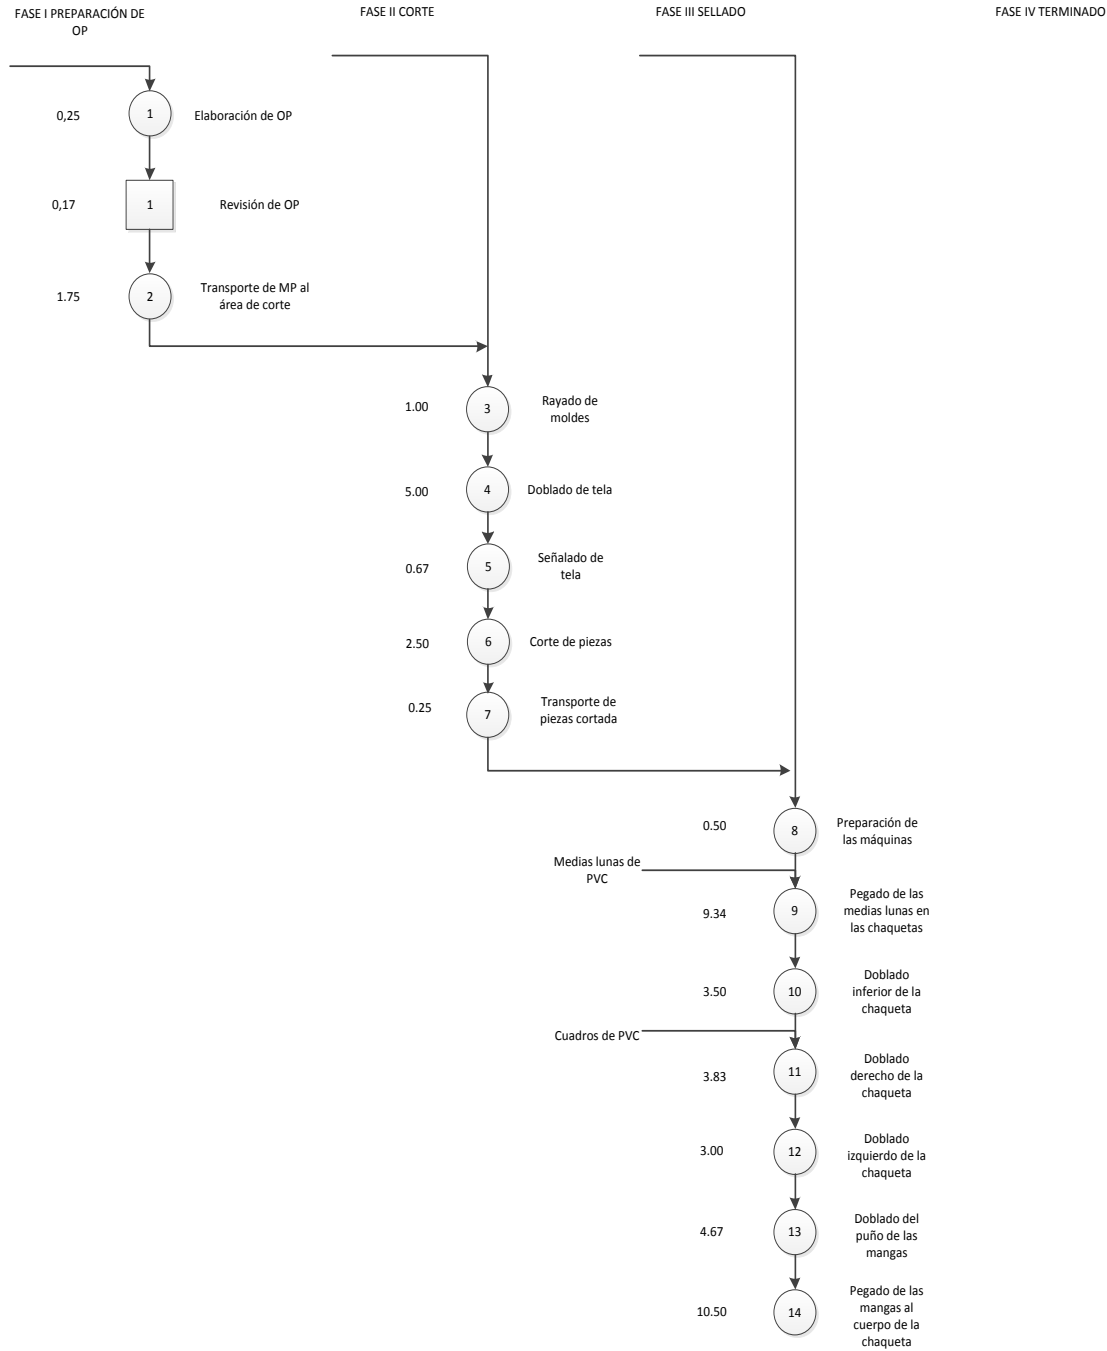 FASE I PREPARACIÓN DE
OP
FASE II CORTE
FASE III SELLADO
FASE IV TERMINADO
0,25
1
Elaboración de OP
0,17
1
Revisión de OP
1.75
2
Transporte de MP al
área de corte
1.00
3
Rayado de
moldes
5.00
4
Doblado de tela
0.67
5
Señalado de
tela
2.50
6
Corte de piezas
0.25
7
Transporte de
piezas cortada
0.50
8
Preparación de
las máquinas
Medias lunas de
PVC
9.34
9
Pegado de las
medias lunas en
las chaquetas
3.50
10
Doblado
inferior de la
chaqueta
Cuadros de PVC
3.83
11
Doblado
derecho de la
chaqueta
3.00
12
Doblado
izquierdo de la
chaqueta
4.67
13
Doblado del
puño de las
mangas
10.50
14
Pegado de las
mangas al
cuerpo de la
chaqueta